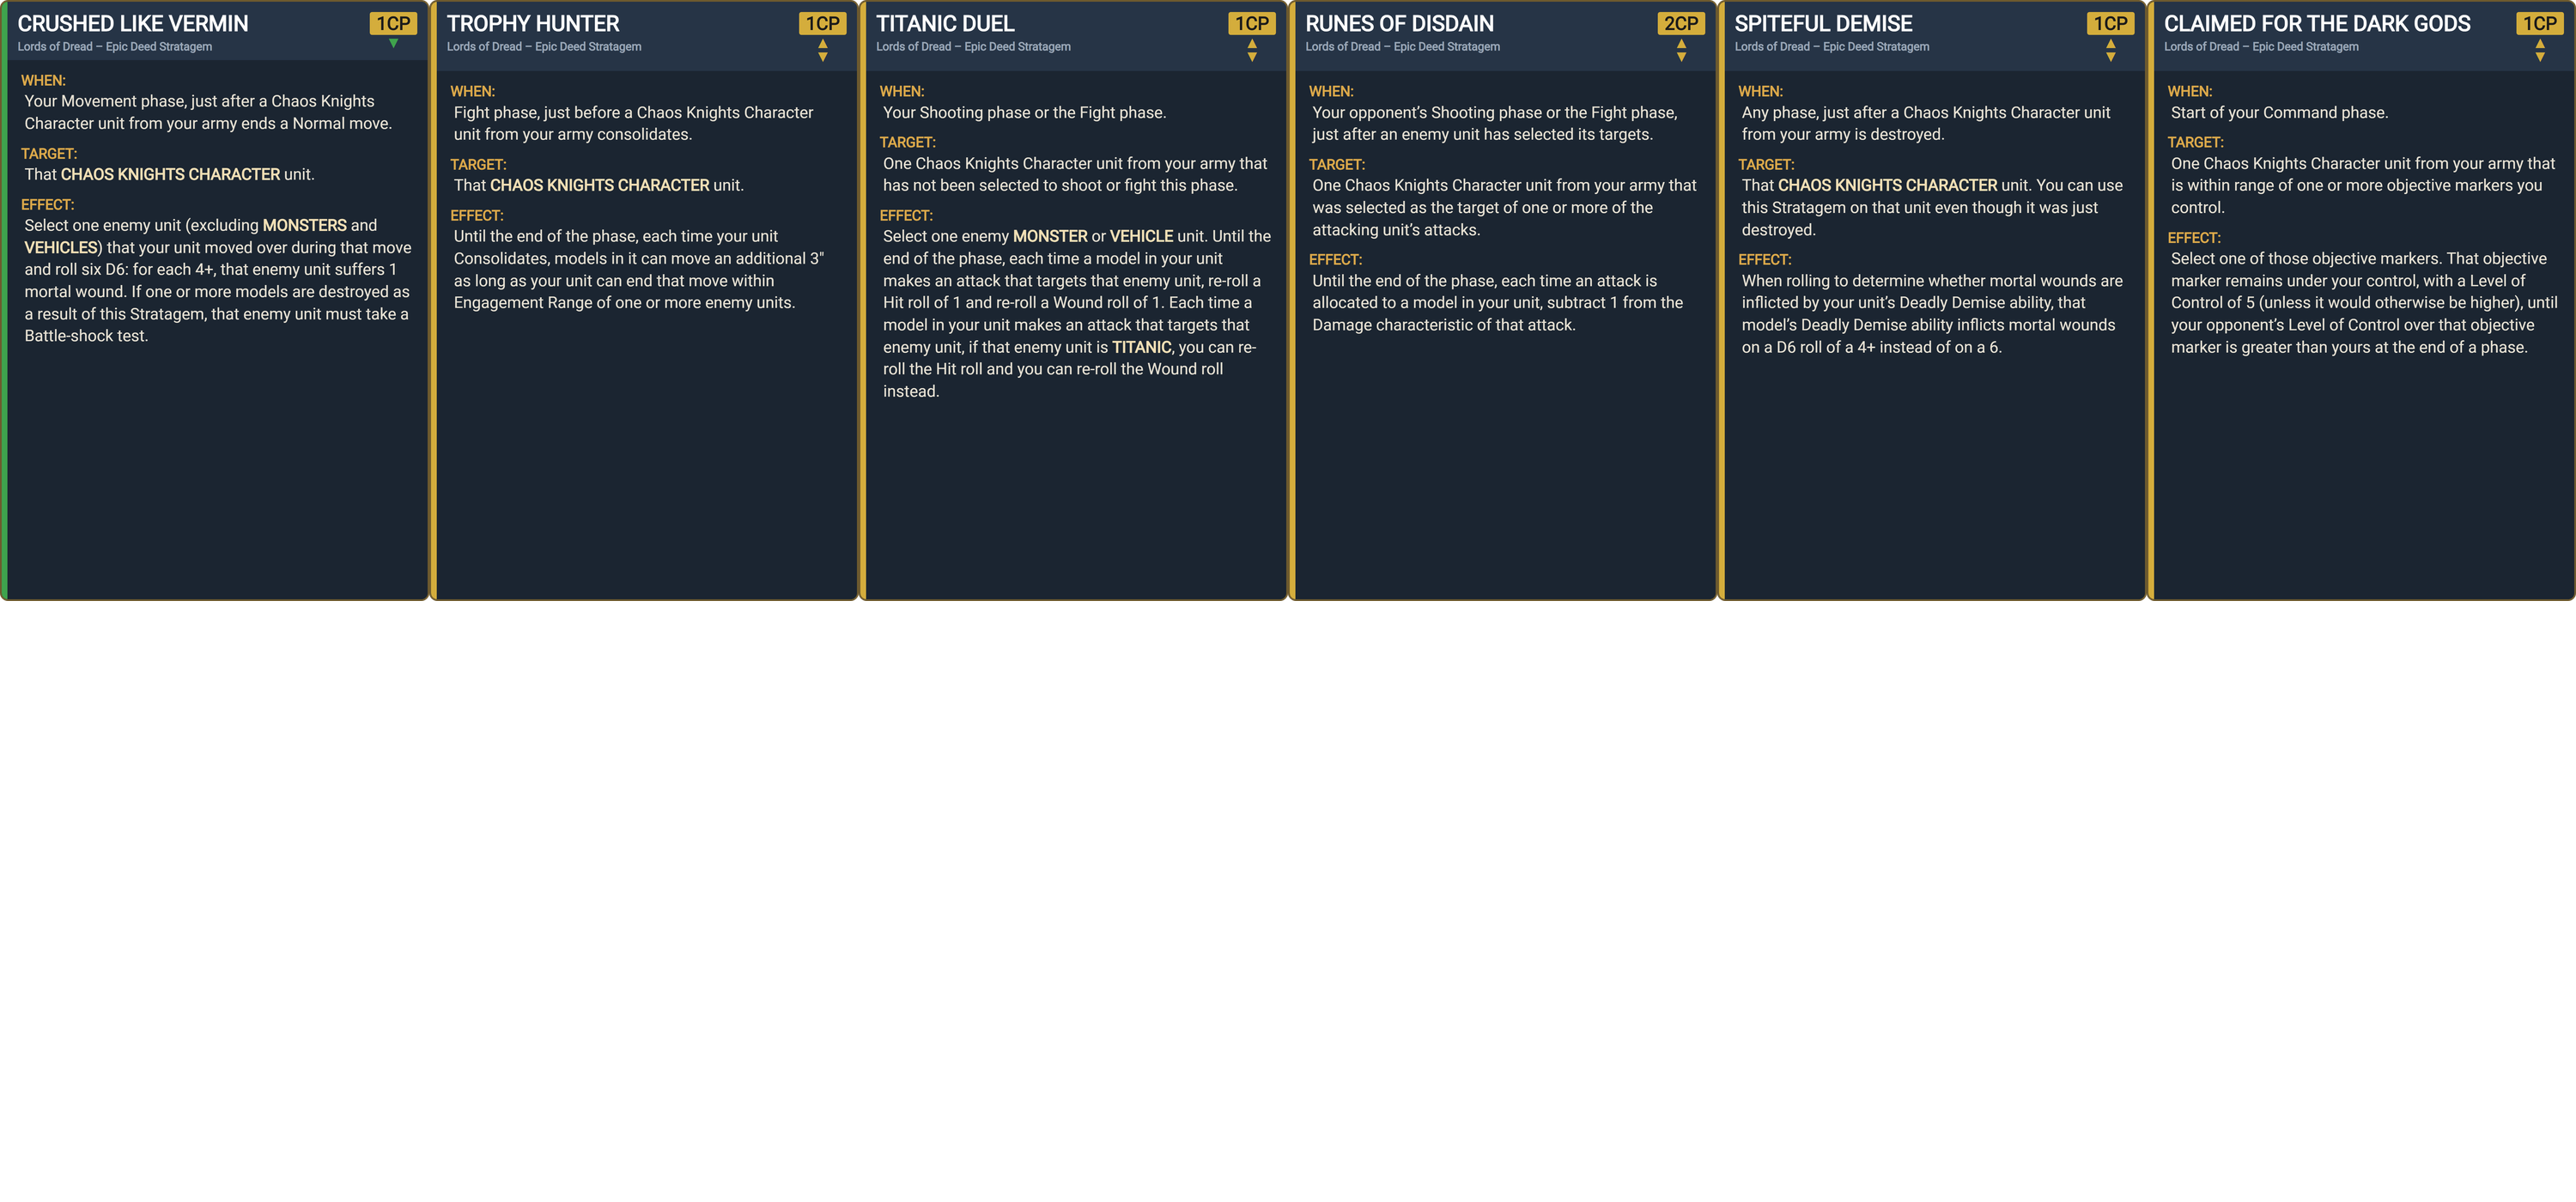 CRUSHED LIKE VERMIN
1CP
Lords of Dread – Epic Deed Stratagem
▼
WHEN:
Your Movement phase, just after a Chaos Knights
Character unit from your army ends a Normal move.
TARGET:
That CHAOS KNIGHTS CHARACTER unit.
EFFECT:
Select one enemy unit (excluding MONSTERS and
VEHICLES) that your unit moved over during that move
and roll six D6: for each 4+, that enemy unit suffers 1
mortal wound. If one or more models are destroyed as
a result of this Stratagem, that enemy unit must take a
Battle-shock test.
TROPHY HUNTER
1CP
Lords of Dread – Epic Deed Stratagem
▲
▼
WHEN:
Fight phase, just before a Chaos Knights Character
unit from your army consolidates.
TARGET:
That CHAOS KNIGHTS CHARACTER unit.
EFFECT:
Until the end of the phase, each time your unit
Consolidates, models in it can move an additional 3"
as long as your unit can end that move within
Engagement Range of one or more enemy units.
TITANIC DUEL
1CP
Lords of Dread – Epic Deed Stratagem
▲
▼
WHEN:
Your Shooting phase or the Fight phase.
TARGET:
One Chaos Knights Character unit from your army that
has not been selected to shoot or fight this phase.
EFFECT:
Select one enemy MONSTER or VEHICLE unit. Until the
end of the phase, each time a model in your unit
makes an attack that targets that enemy unit, re-roll a
Hit roll of 1 and re-roll a Wound roll of 1. Each time a
model in your unit makes an attack that targets that
enemy unit, if that enemy unit is TITANIC, you can re-
roll the Hit roll and you can re-roll the Wound roll
instead.
RUNES OF DISDAIN
2CP
Lords of Dread – Epic Deed Stratagem
▲
▼
WHEN:
Your opponent’s Shooting phase or the Fight phase,
just after an enemy unit has selected its targets.
TARGET:
One Chaos Knights Character unit from your army that
was selected as the target of one or more of the
attacking unit’s attacks.
EFFECT:
Until the end of the phase, each time an attack is
allocated to a model in your unit, subtract 1 from the
Damage characteristic of that attack.
SPITEFUL DEMISE
1CP
Lords of Dread – Epic Deed Stratagem
▲
▼
WHEN:
Any phase, just after a Chaos Knights Character unit
from your army is destroyed.
TARGET:
That CHAOS KNIGHTS CHARACTER unit. You can use
this Stratagem on that unit even though it was just
destroyed.
EFFECT:
When rolling to determine whether mortal wounds are
inflicted by your unit’s Deadly Demise ability, that
model’s Deadly Demise ability inflicts mortal wounds
on a D6 roll of a 4+ instead of on a 6.
CLAIMED FOR THE DARK GODS
1CP
Lords of Dread – Epic Deed Stratagem
▲
▼
WHEN:
Start of your Command phase.
TARGET:
One Chaos Knights Character unit from your army that
is within range of one or more objective markers you
control.
EFFECT:
Select one of those objective markers. That objective
marker remains under your control, with a Level of
Control of 5 (unless it would otherwise be higher), until
your opponent’s Level of Control over that objective
marker is greater than yours at the end of a phase.